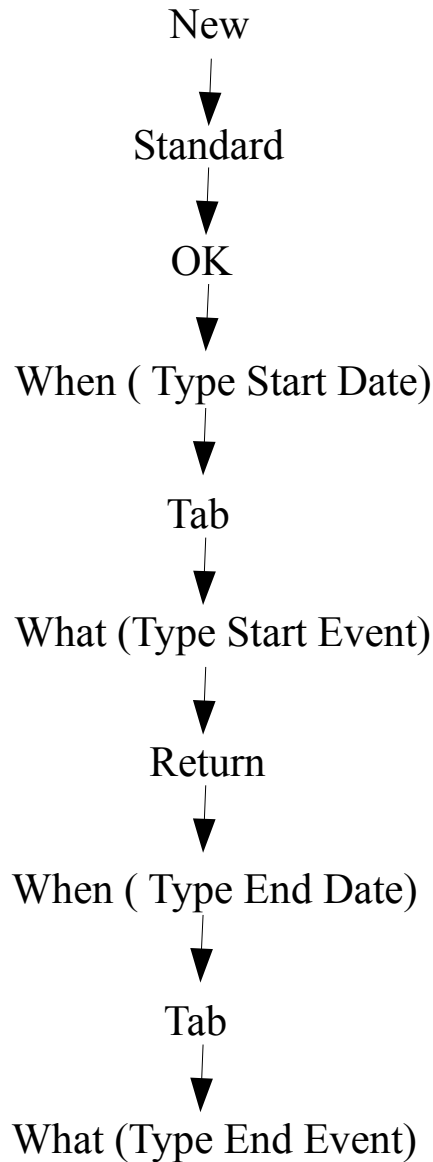 New
Standard
OK
When ( Type Start Date)
Tab
What (Type Start Event)
Return
When ( Type End Date)
Tab
What (Type End Event)